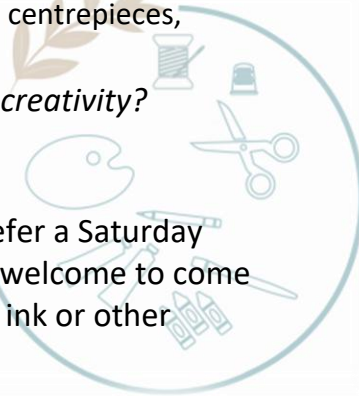 centrepieces,
creativity?
efer a Saturday
welcome to come
ink or other